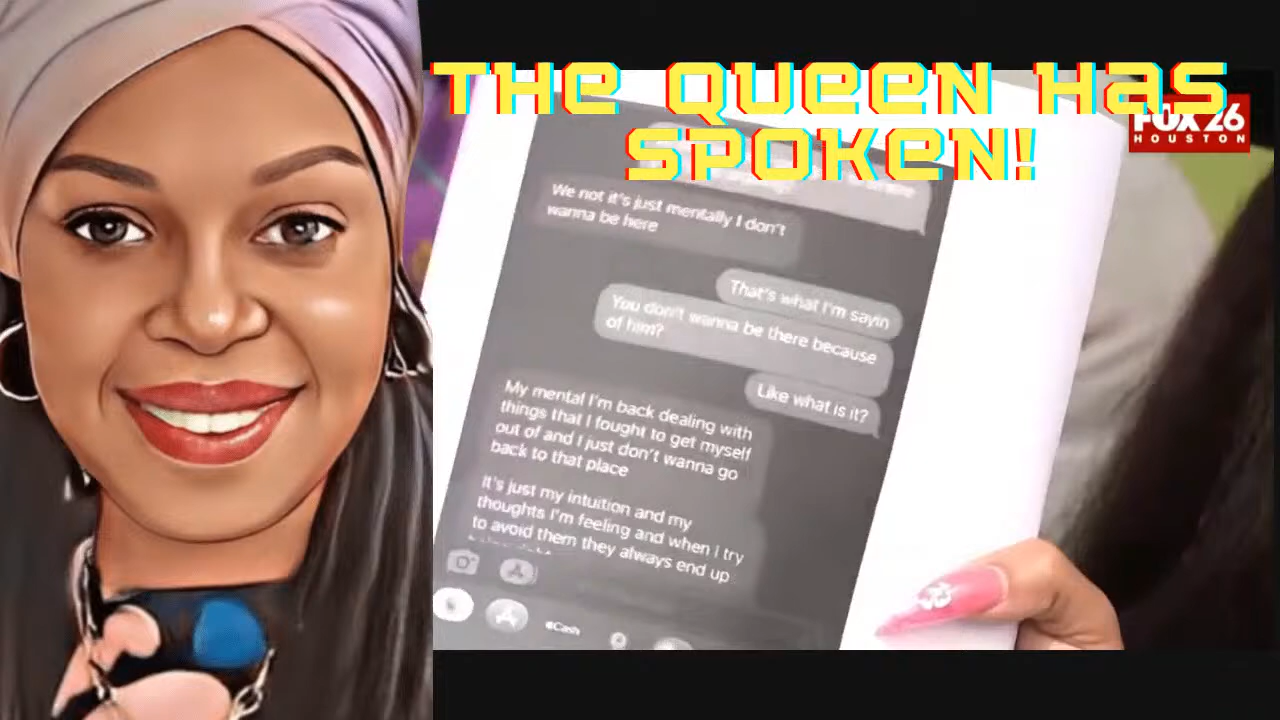 THE QUEEN HAS
SPOKEN!
FOX 26
HOUSTON
We not it's just mentally I don't
wanna be here
That's what I'm sayin
You don't wanna be there because
of him?
Like what is it?
My mental I'm back dealing with
things that I fought to get myself
out of and I just don't wanna go
back to that place
It's just my intuition and my
thoughts I'm feeling and when I try
to avoid them they always end up
Cash